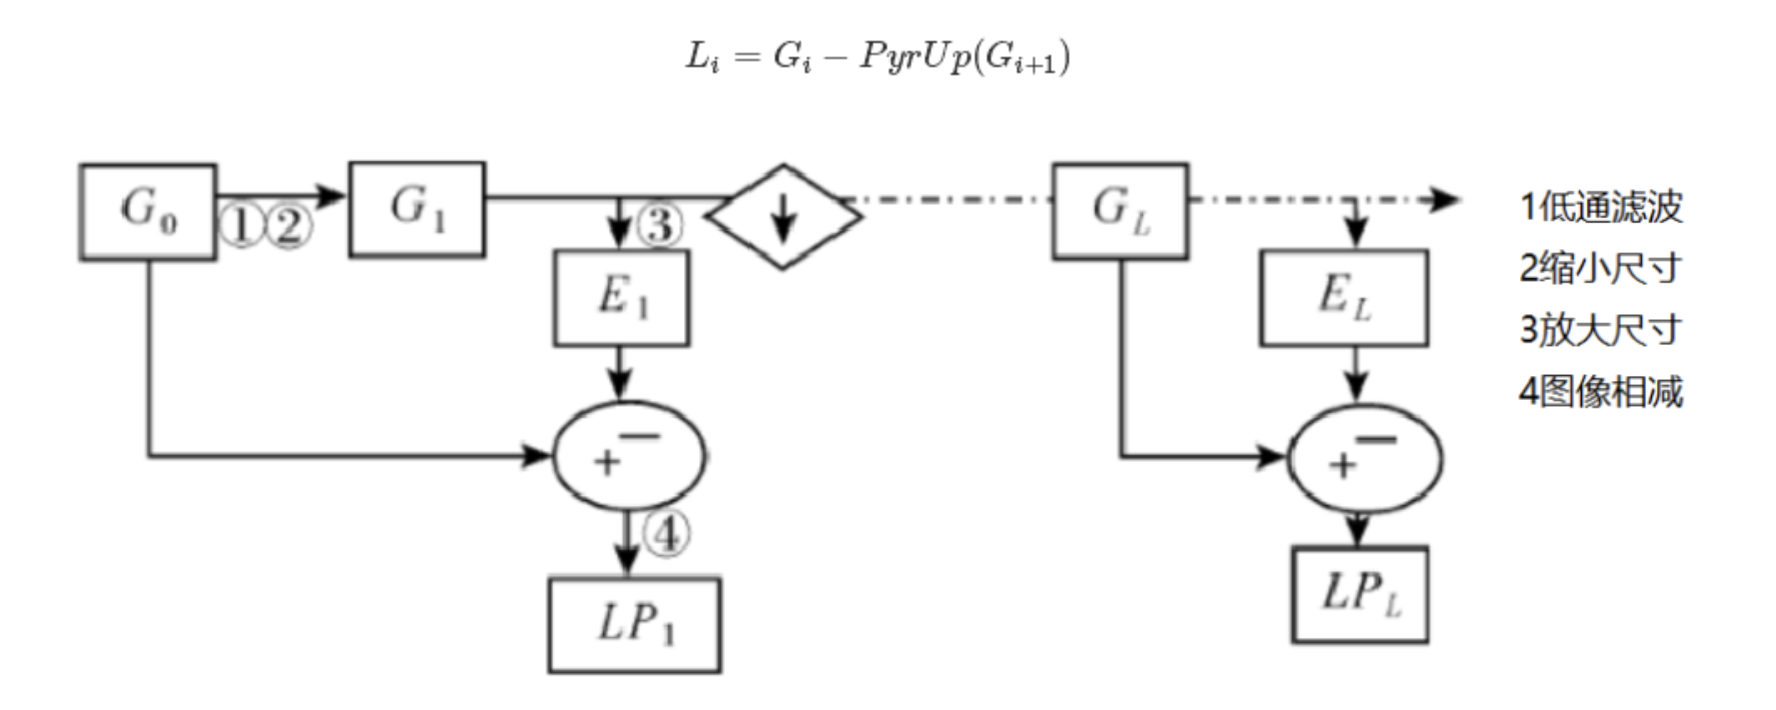 L_i = G_i − PyrUp(G_{i+1})
G_0
①②
G_1
③
G_L
1低通滤波
2缩小尺寸
3放大尺寸
4图像相减
E_1
E_L
+ −
+ −
④
LP_1
LP_L